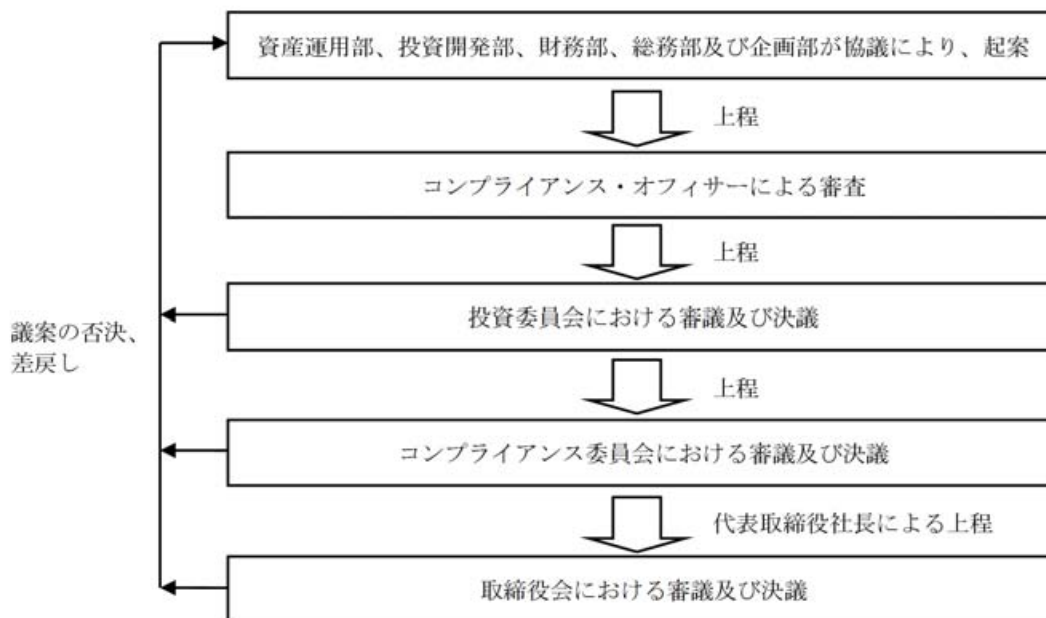 資産運用部、投資開発部、財務部、総務部及び企画部が協議により、起案
上程
コンプライアンス・オフィサーによる審査
上程
投資委員会における審議及び決議
議案の否決、
差戻し
上程
コンプライアンス委員会における審議及び決議
代表取締役社長による上程
取締役会における審議及び決議